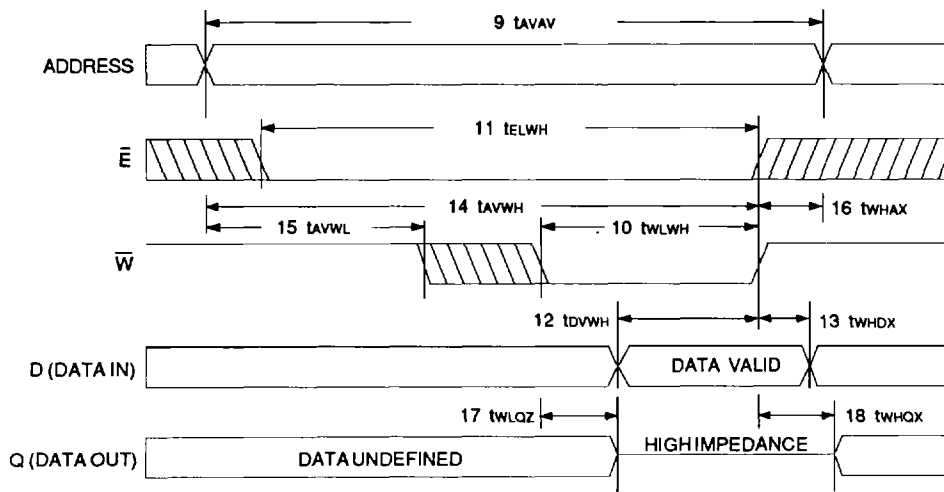 9 tAVAV
ADDRESS
11 tELWH
E
14 tAVWH
16 tWHAX
15 tAVWL
10 tWLWH
W
12 tDVWH
13 tWHDX
D (DATA IN)
DATA VALID
17 tWLQZ
18 tWHQX
Q (DATA OUT)
DATA UNDEFINED
HIGH IMPEDANCE